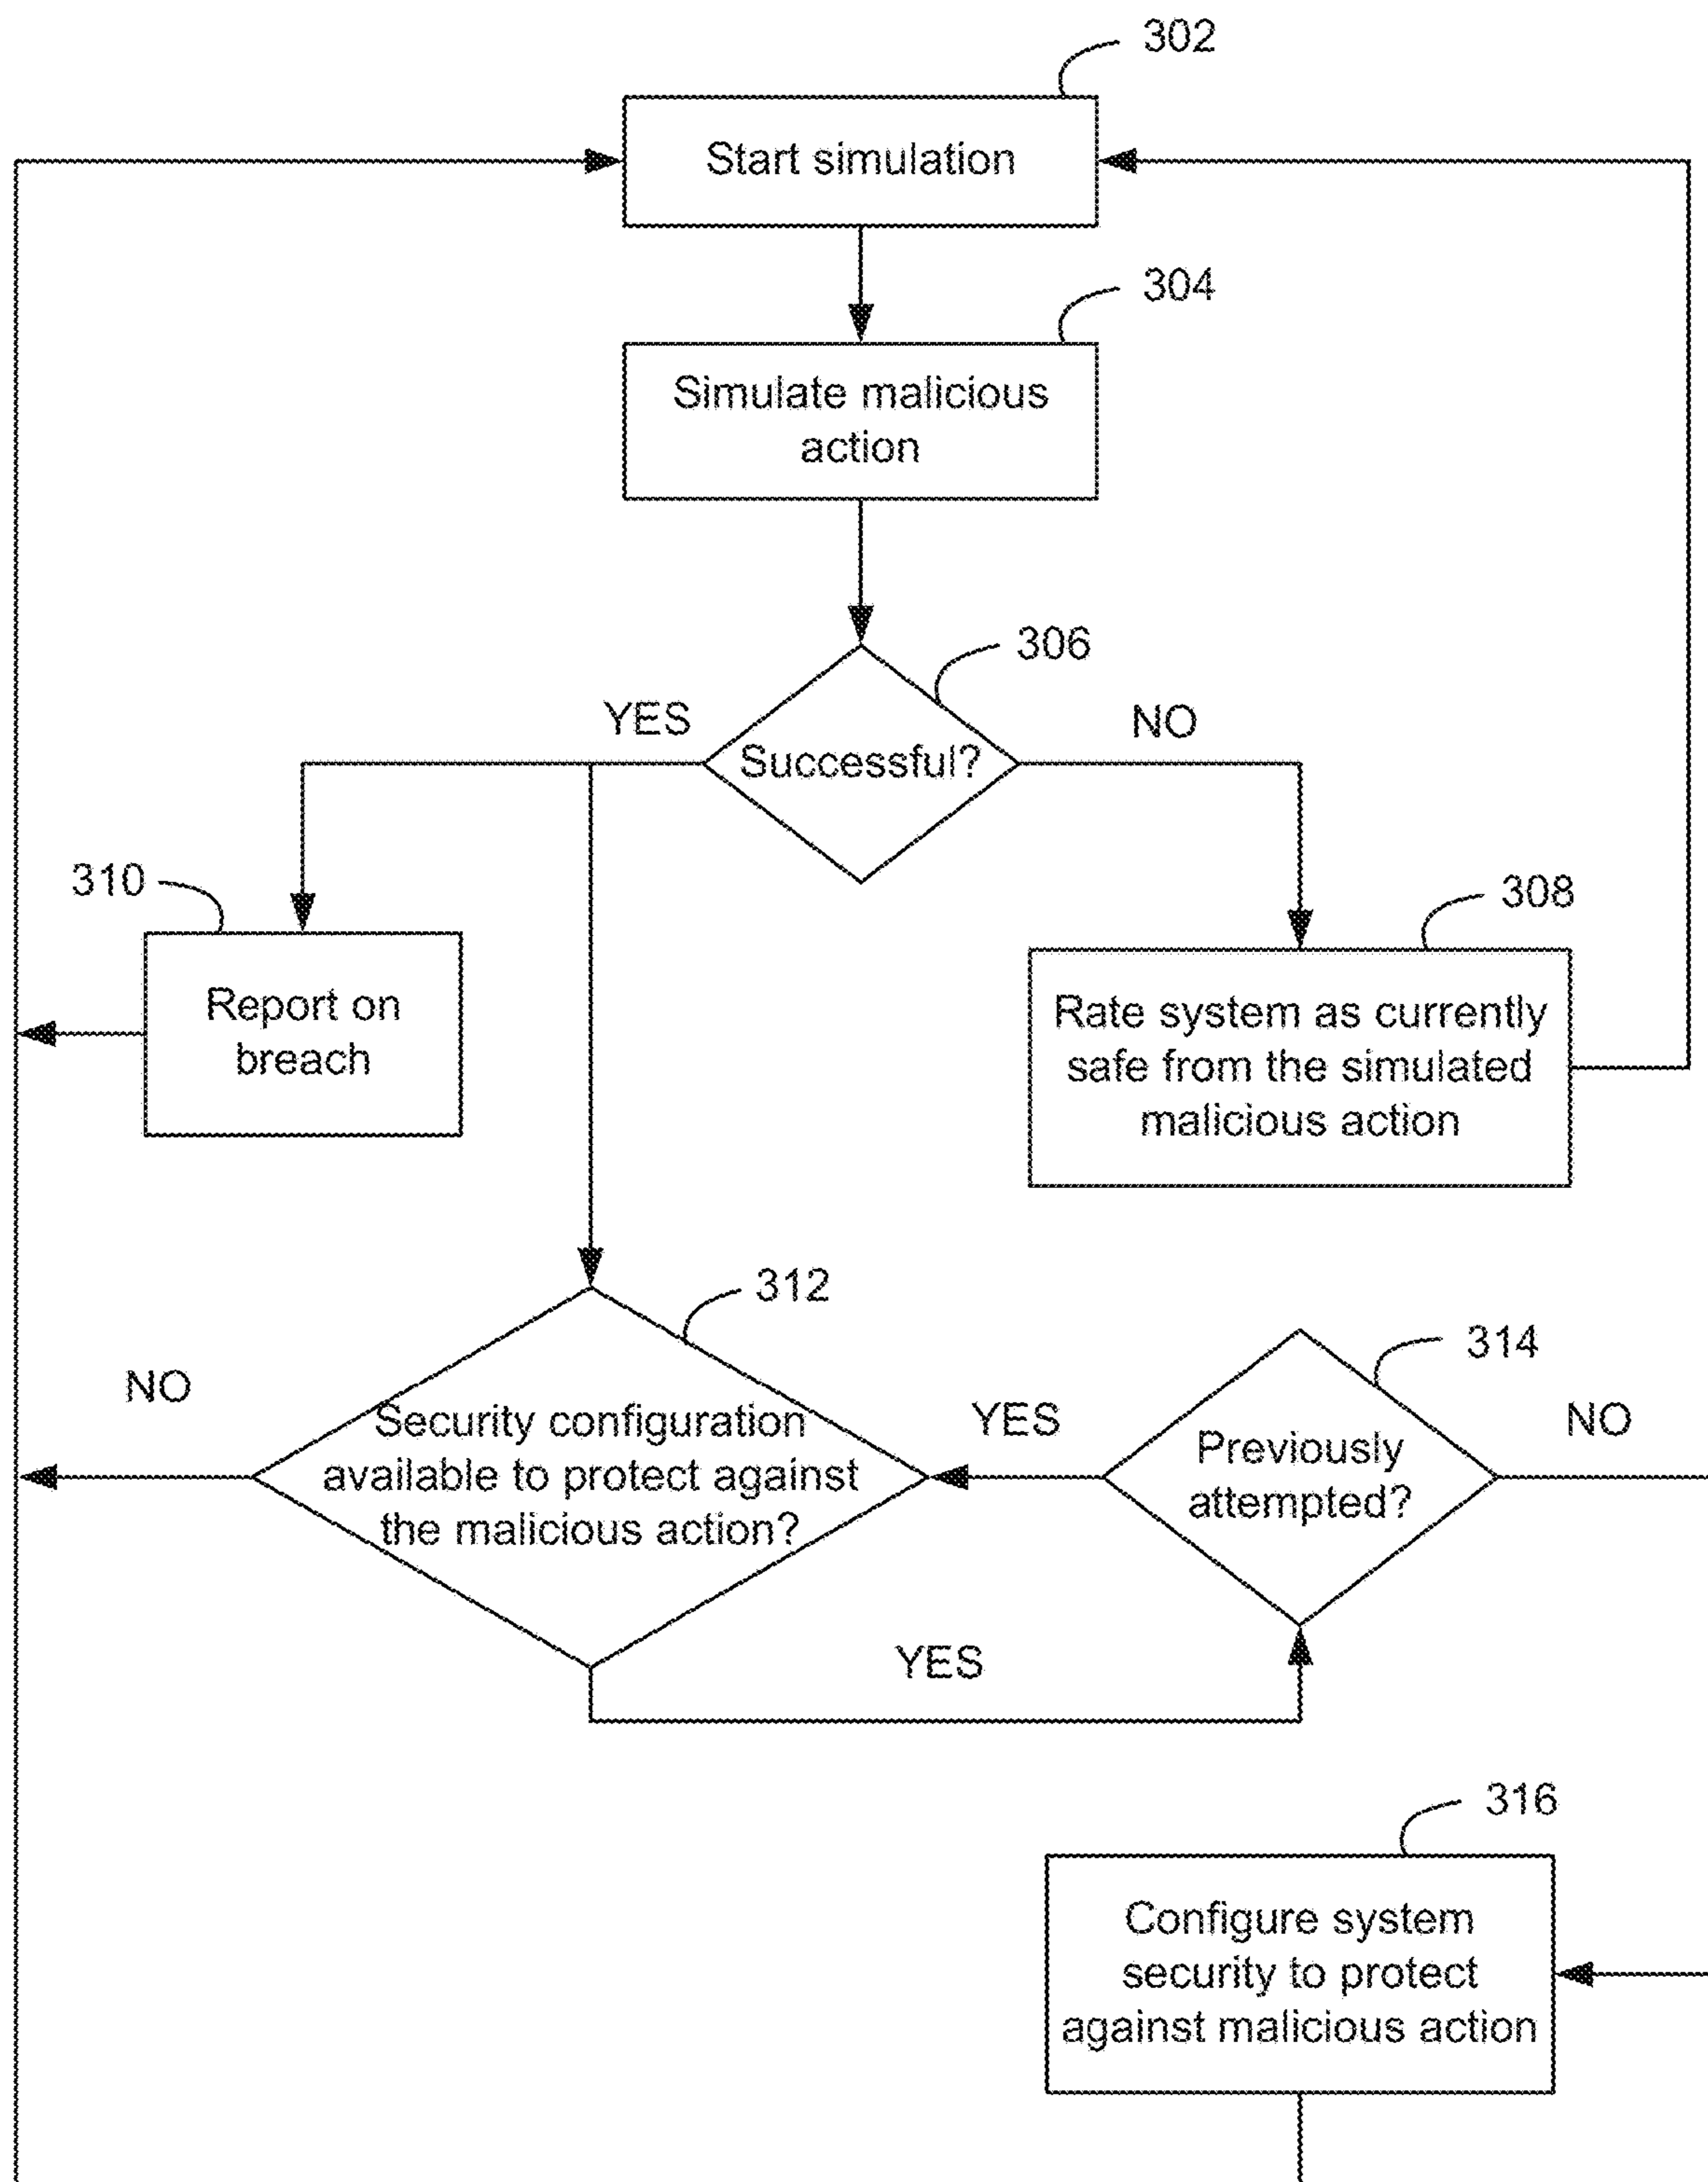 302
Start simulation
304
Simulate malicious
action
306
YES
NO
Successful?
310
308
Report on
breach
Rate system as currently
safe from the simulated
malicious action
312
314
NO
YES
NO
Security configuration
available to protect against
the malicious action?
Previously
attempted?
YES
316
Configure system
security to protect
against malicious action